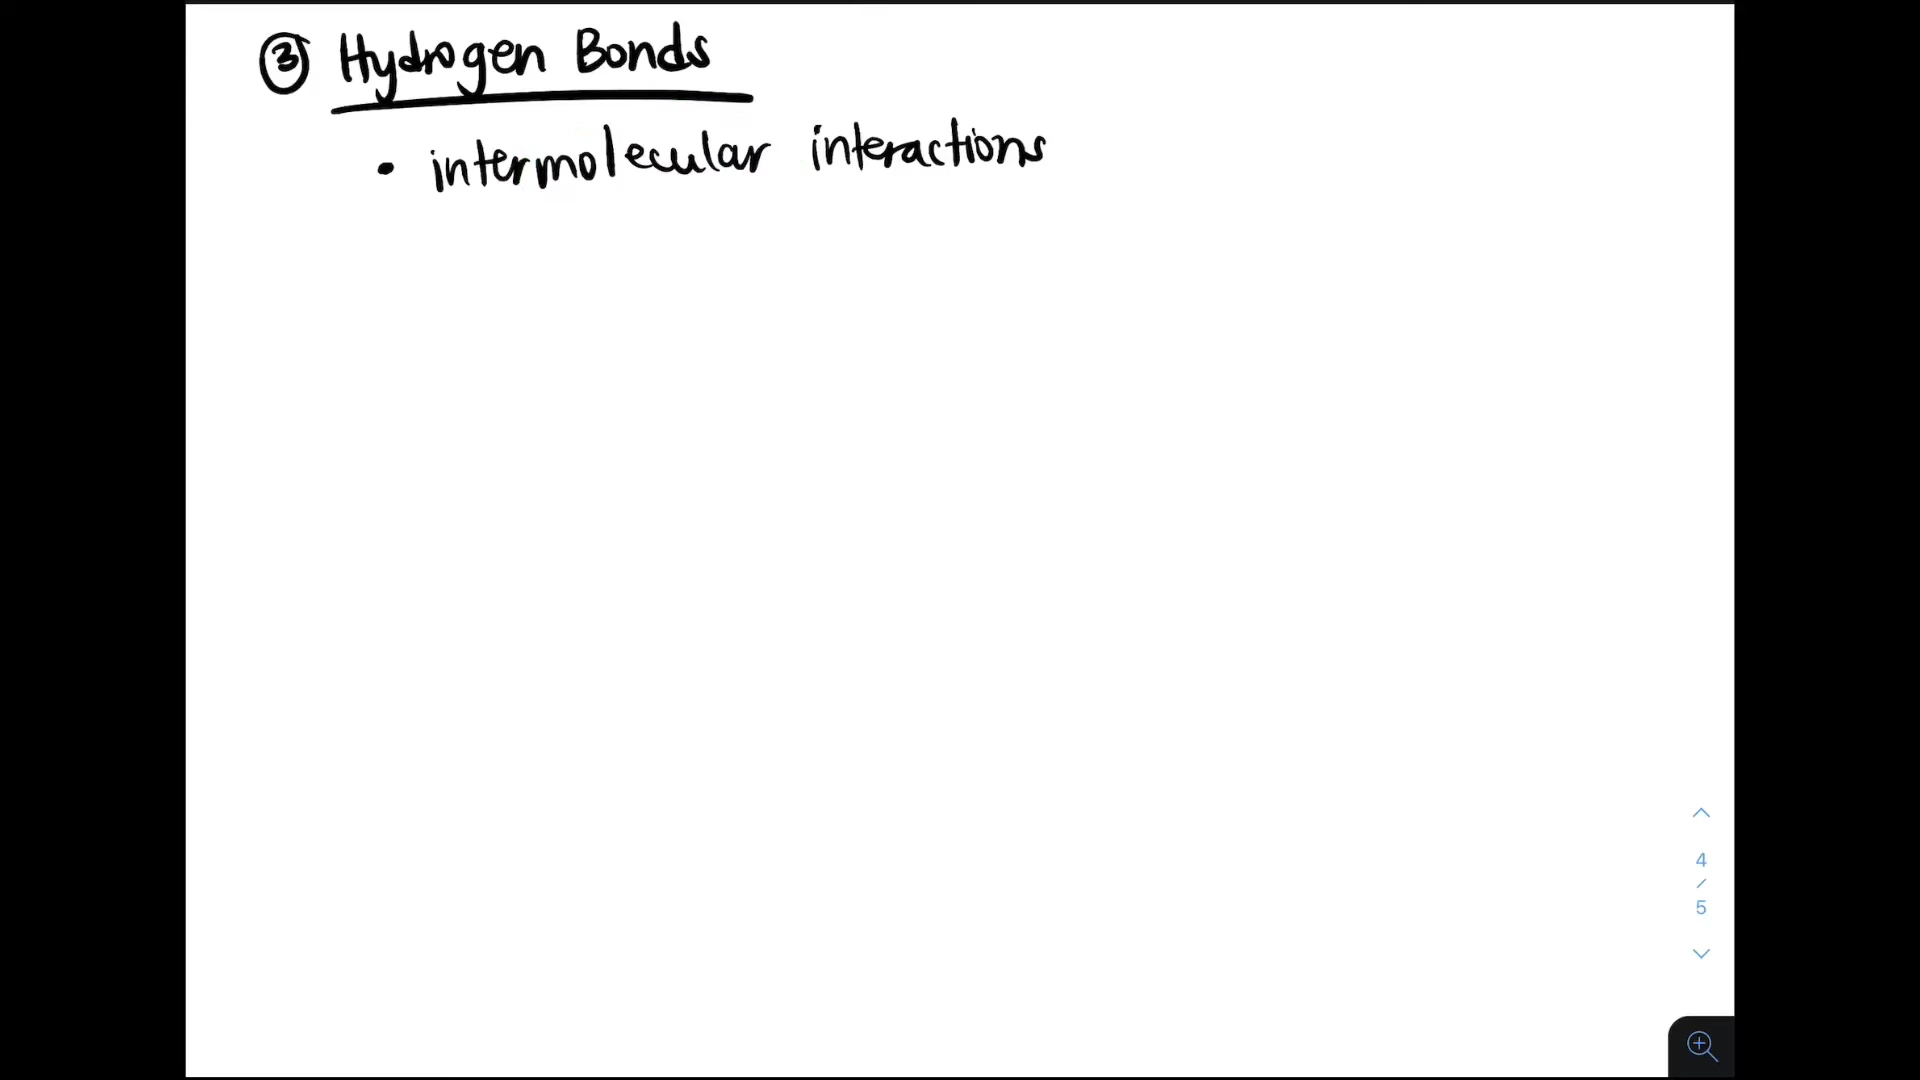 ③ Hydrogen Bonds
• intermolecular interactions
4
/
5